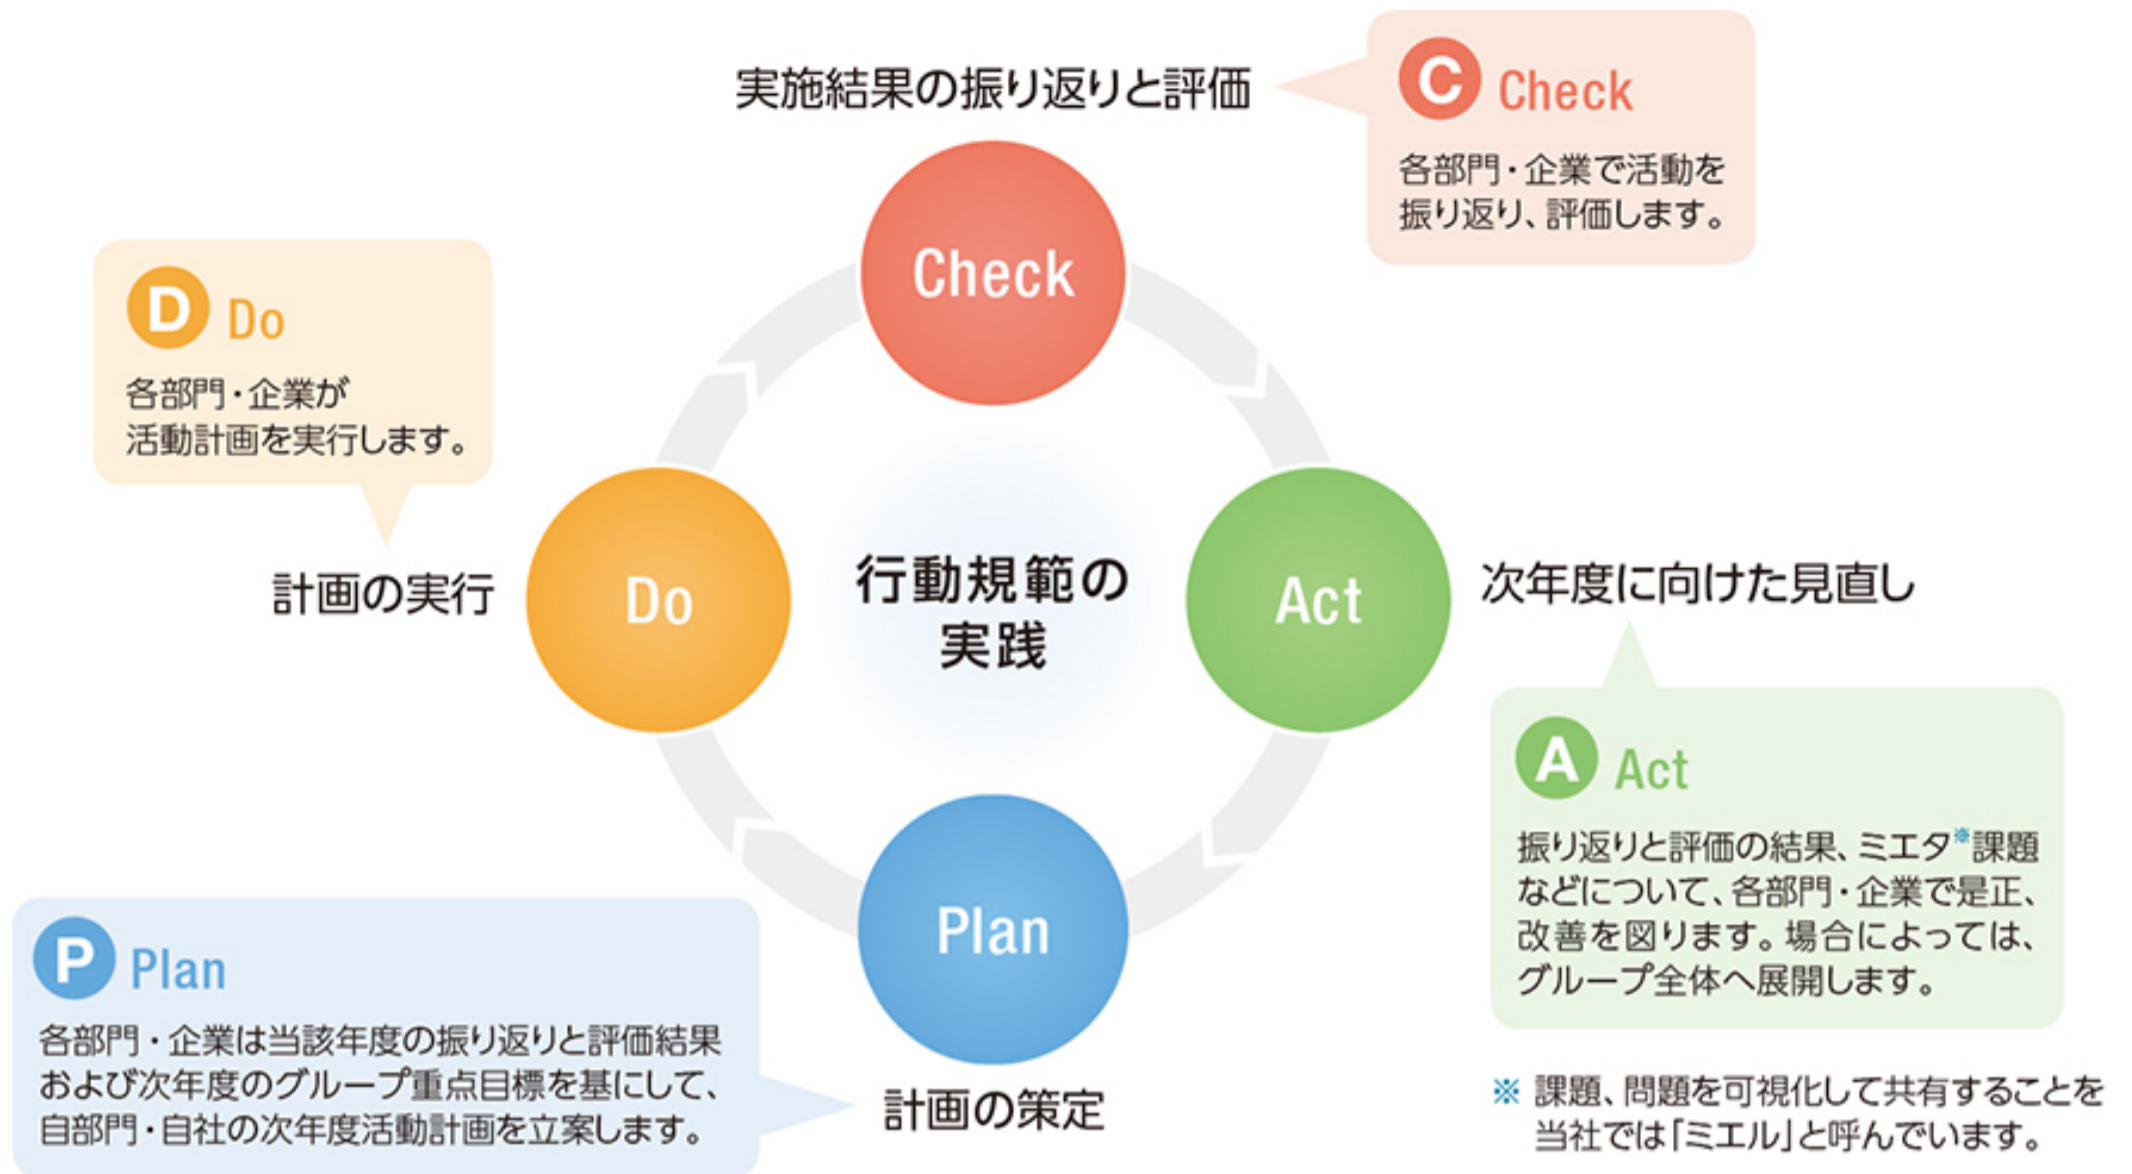 実施結果の振り返りと評価
C Check
各部門・企業で活動を
振り返り、評価します。
Check
D Do
各部門・企業が
活動計画を実行します。
計画の実行
Do
行動規範の
実践
Act
次年度に向けた見直し
A Act
振り返りと評価の結果、ミエタ※課題
などについて、各部門・企業で是正、
改善を図ります。場合によっては、
グループ全体へ展開します。
Plan
P Plan
各部門・企業は当該年度の振り返りと評価結果
および次年度のグループ重点目標を基にして、
自部門・自社の次年度活動計画を立案します。
計画の策定
※ 課題、問題を可視化して共有することを
当社では「ミエル」と呼んでいます。